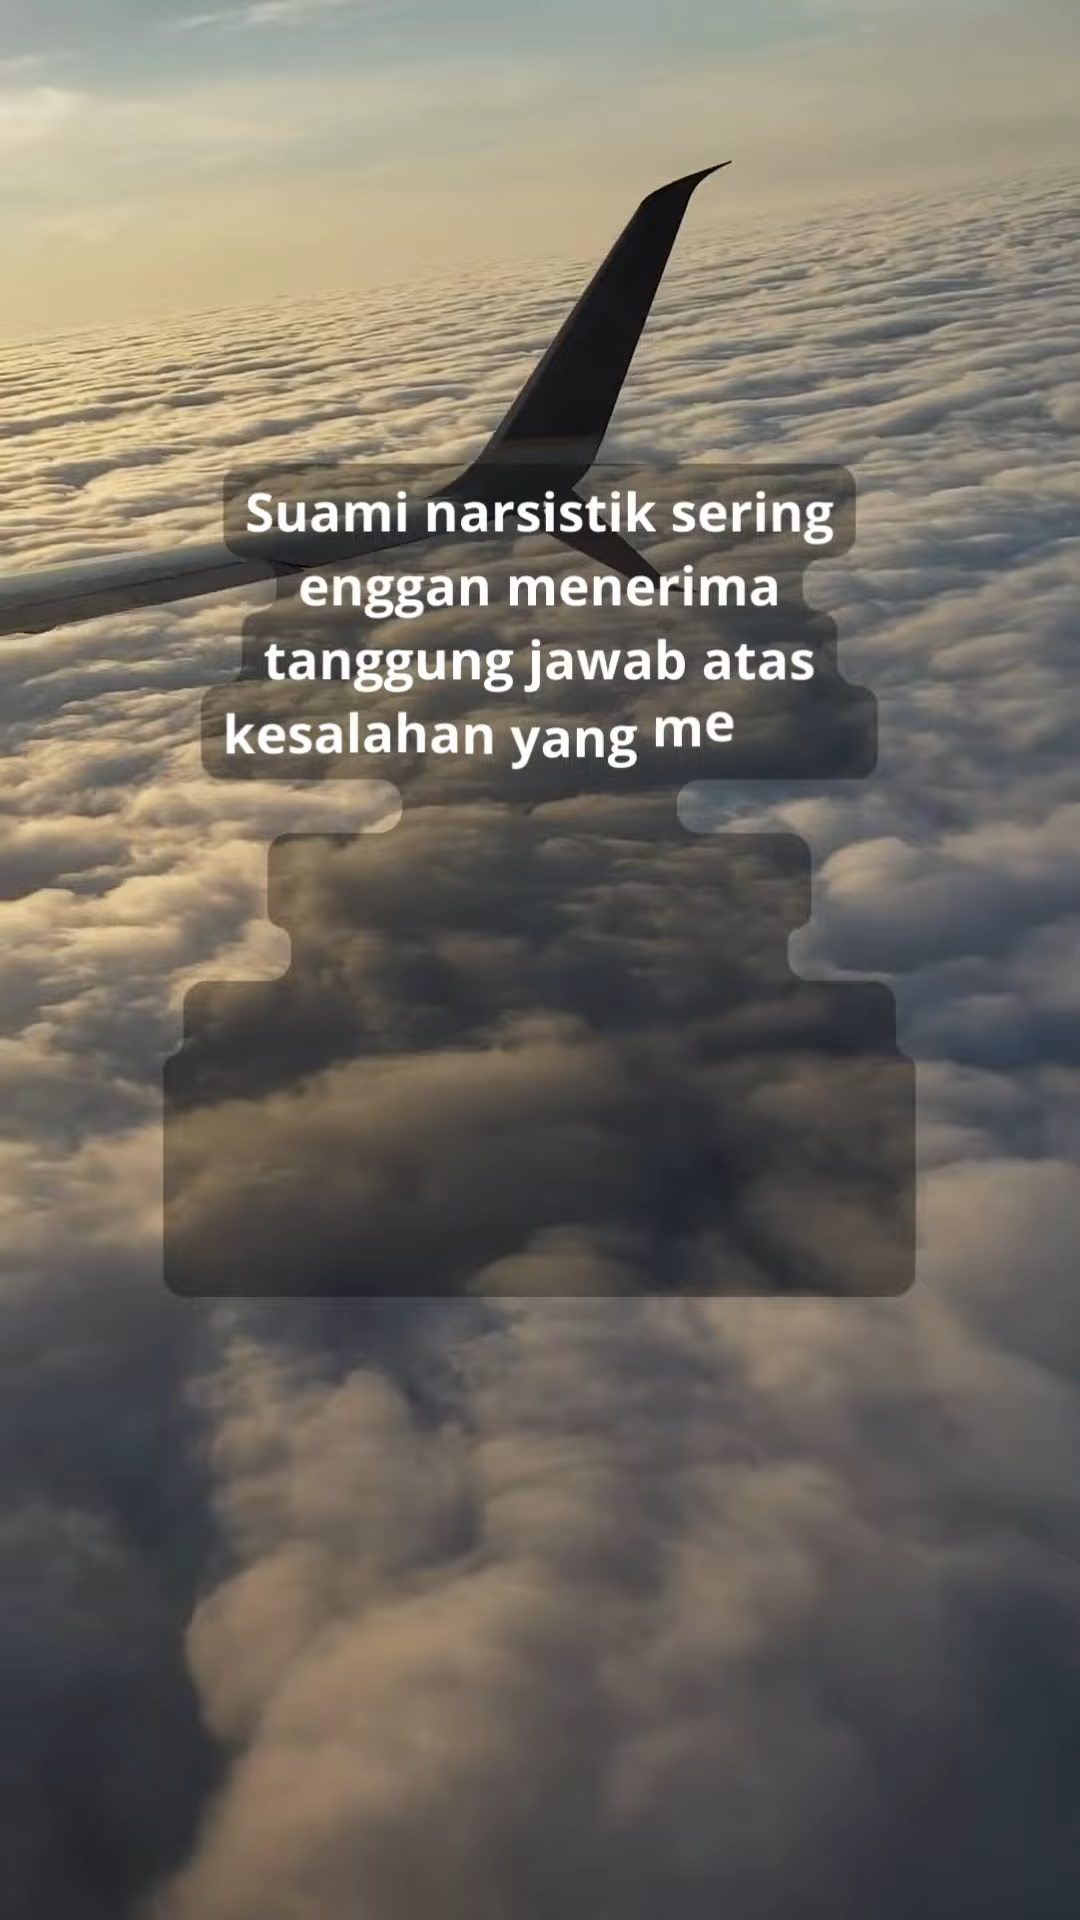 Suami narsistik sering
enggan menerima
tanggung jawab atas
kesalahan yang me